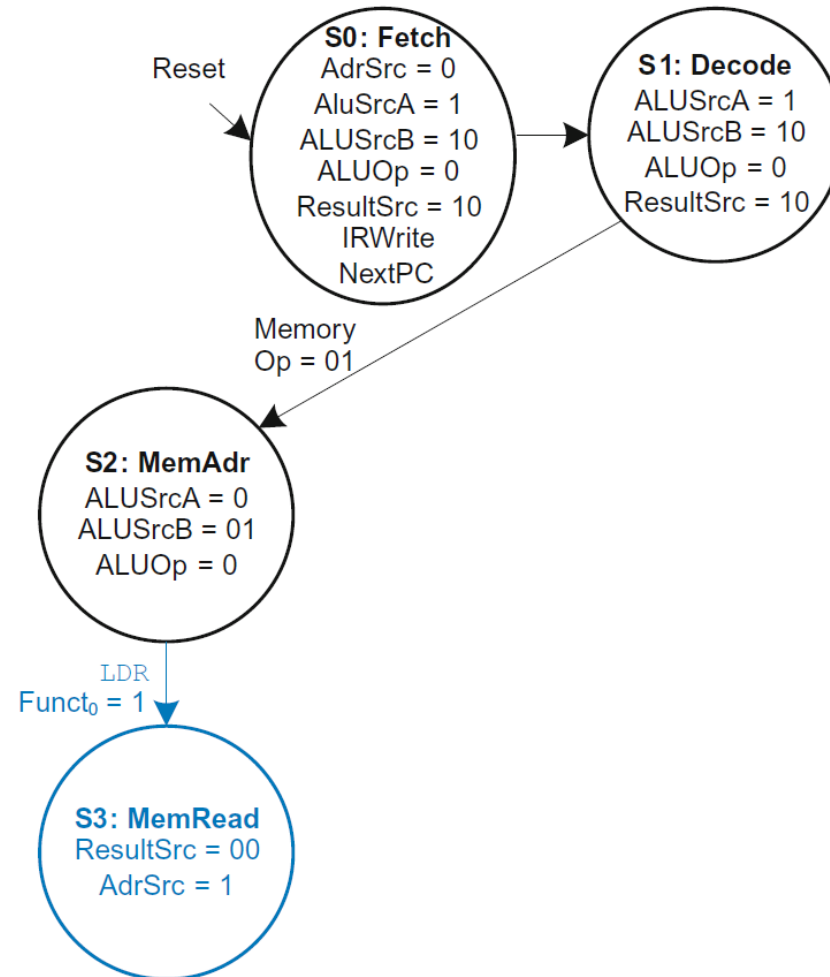 Reset
S0: Fetch
AdrSrc = 0
AluSrcA = 1
ALUSrcB = 10
ALUOp = 0
ResultSrc = 10
IRWrite
NextPC
S1: Decode
ALUSrcA = 1
ALUSrcB = 10
ALUOp = 0
ResultSrc = 10
Memory
Op = 01
S2: MemAdr
ALUSrcA = 0
ALUSrcB = 01
ALUOp = 0
LDR
Funct₀ = 1
S3: MemRead
ResultSrc = 00
AdrSrc = 1